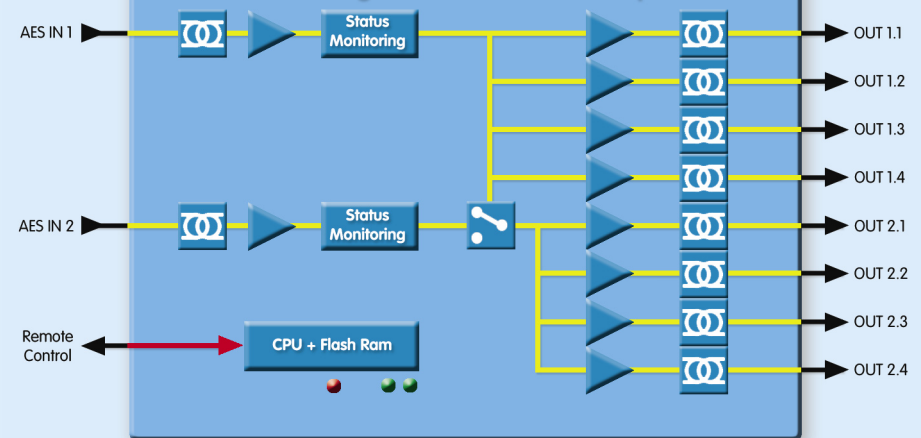 AES IN 1
Status
Monitoring
OUT 1.1
OUT 1.2
OUT 1.3
OUT 1.4
AES IN 2
Status
Monitoring
OUT 2.1
OUT 2.2
OUT 2.3
OUT 2.4
Remote
Control
CPU + Flash Ram